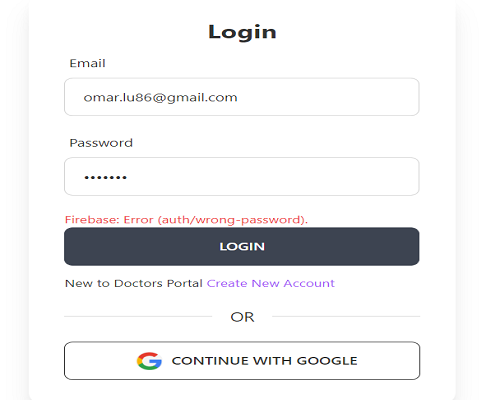 Login
Email
omar.lu86@gmail.com
Password
•••••••
Firebase: Error (auth/wrong-password).
LOGIN
New to Doctors Portal Create New Account
OR
CONTINUE WITH GOOGLE